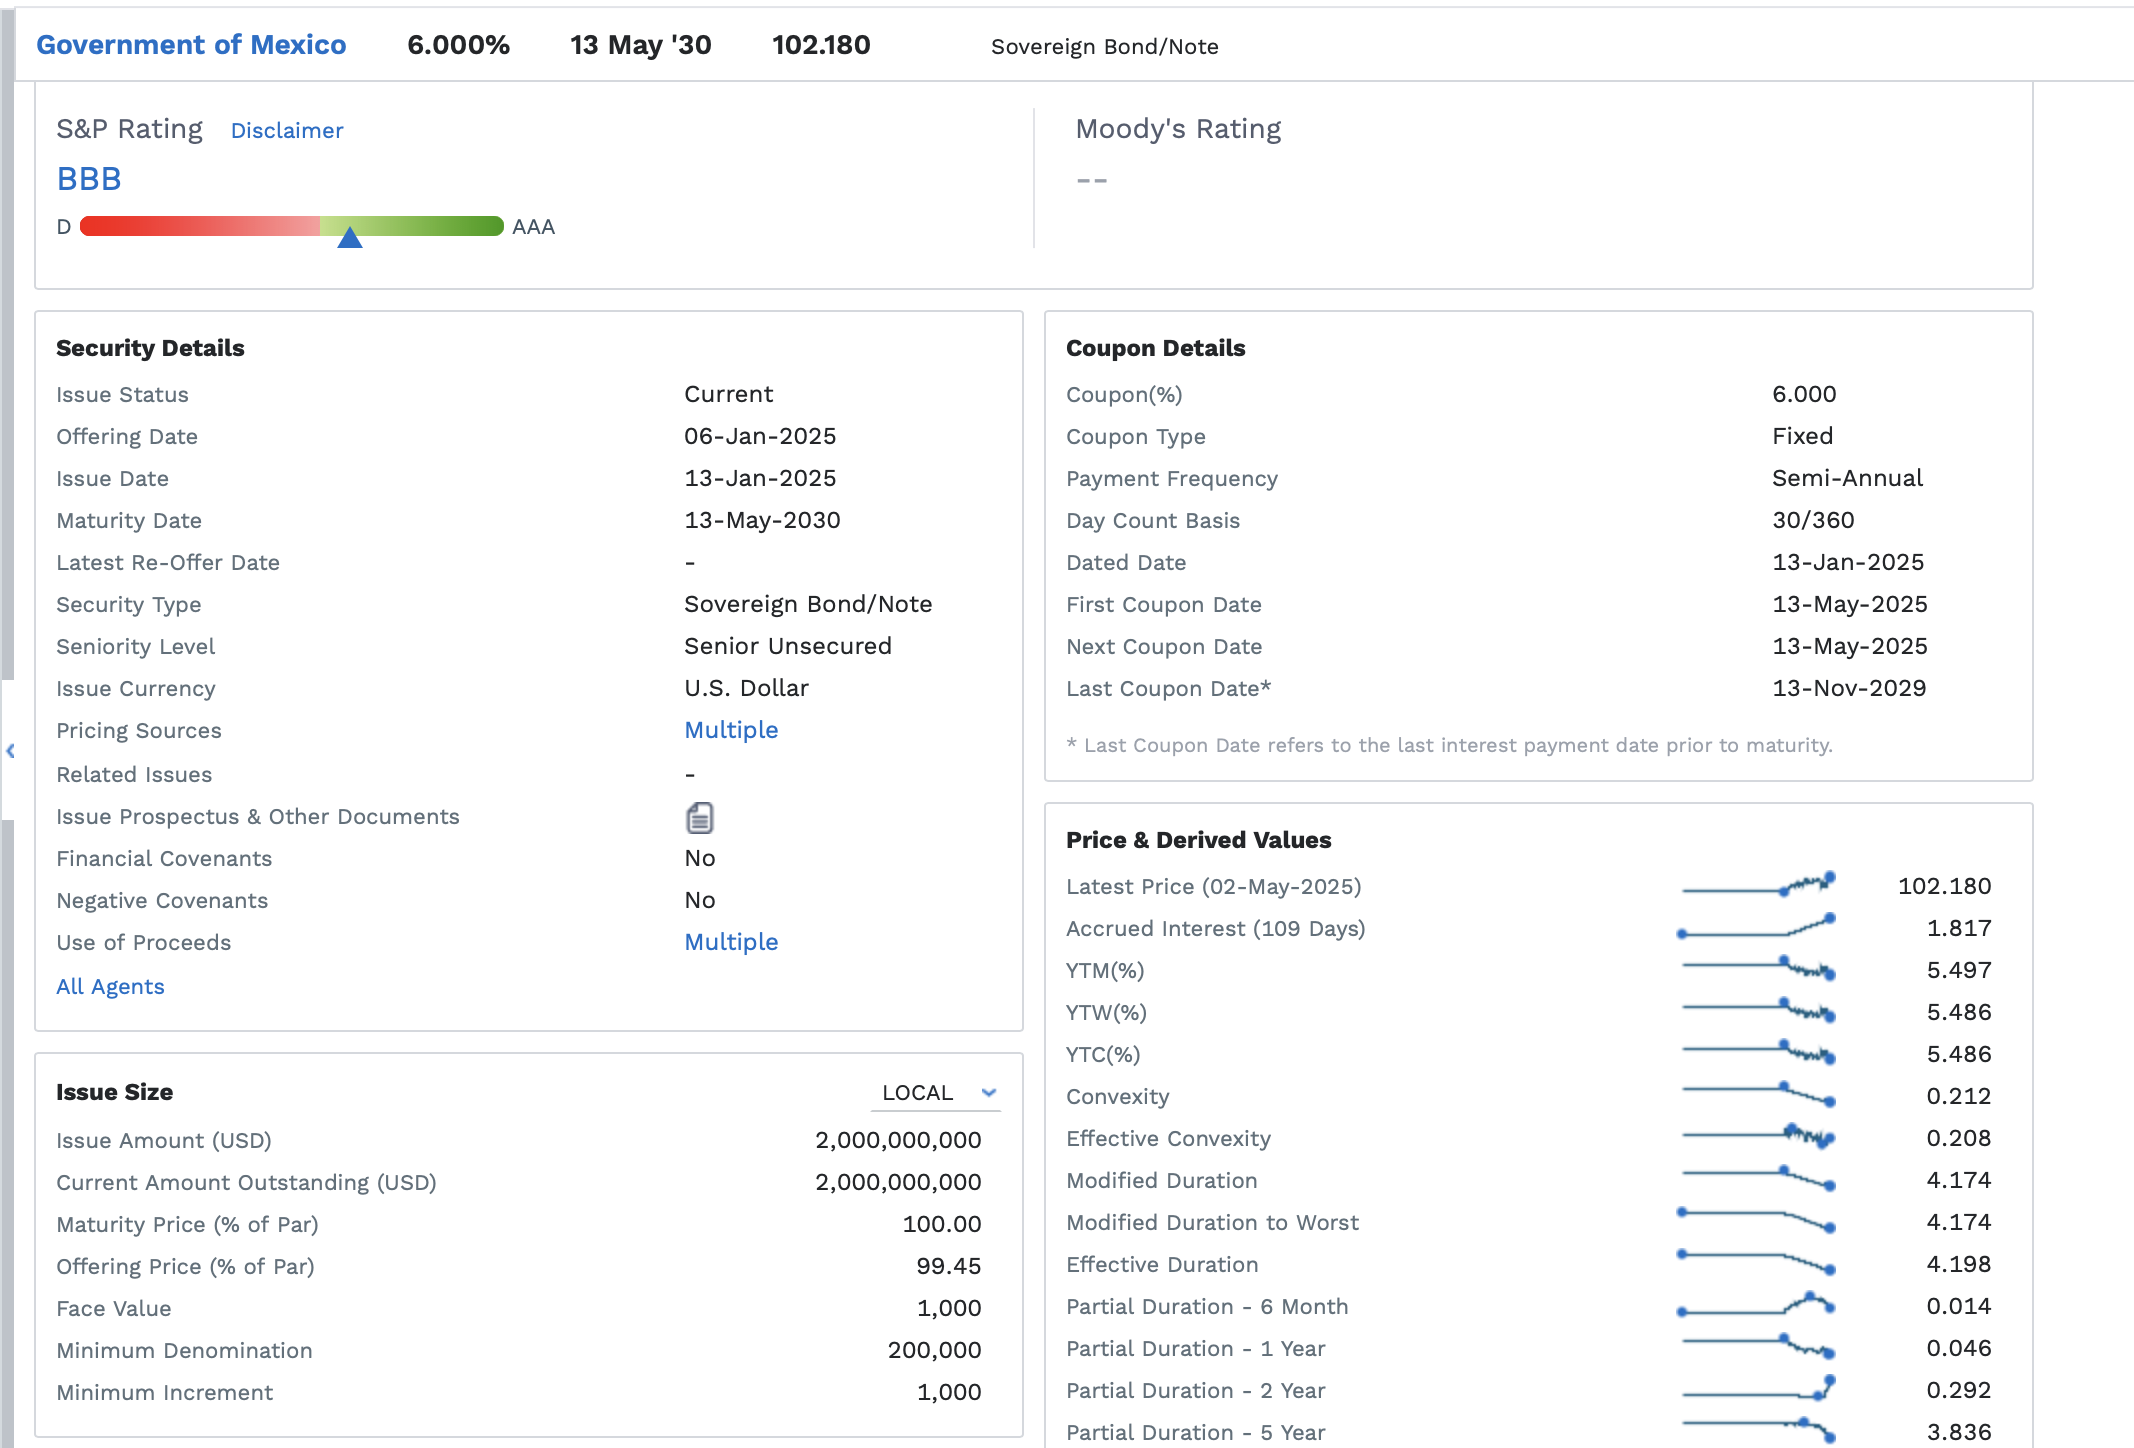 Government of Mexico 6.000% 13 May '30 102.180 Sovereign Bond/Note
S&P Rating Disclaimer
BBB
D AAA
Moody's Rating
--
Security Details
Issue Status Current
Offering Date 06-Jan-2025
Issue Date 13-Jan-2025
Maturity Date 13-May-2030
Latest Re-Offer Date -
Security Type Sovereign Bond/Note
Seniority Level Senior Unsecured
Issue Currency U.S. Dollar
Pricing Sources Multiple
Related Issues -
Issue Prospectus & Other Documents
Financial Covenants No
Negative Covenants No
Use of Proceeds Multiple
All Agents
Issue Size LOCAL
Issue Amount (USD) 2,000,000,000
Current Amount Outstanding (USD) 2,000,000,000
Maturity Price (% of Par) 100.00
Offering Price (% of Par) 99.45
Face Value 1,000
Minimum Denomination 200,000
Minimum Increment 1,000
Coupon Details
Coupon(%) 6.000
Coupon Type Fixed
Payment Frequency Semi-Annual
Day Count Basis 30/360
Dated Date 13-Jan-2025
First Coupon Date 13-May-2025
Next Coupon Date 13-May-2025
Last Coupon Date* 13-Nov-2029
* Last Coupon Date refers to the last interest payment date prior to maturity.
Price & Derived Values
Latest Price (02-May-2025) 102.180
Accrued Interest (109 Days) 1.817
YTM(%) 5.497
YTW(%) 5.486
YTC(%) 5.486
Convexity 0.212
Effective Convexity 0.208
Modified Duration 4.174
Modified Duration to Worst 4.174
Effective Duration 4.198
Partial Duration - 6 Month 0.014
Partial Duration - 1 Year 0.046
Partial Duration - 2 Year 0.292
Partial Duration - 5 Year 3.836